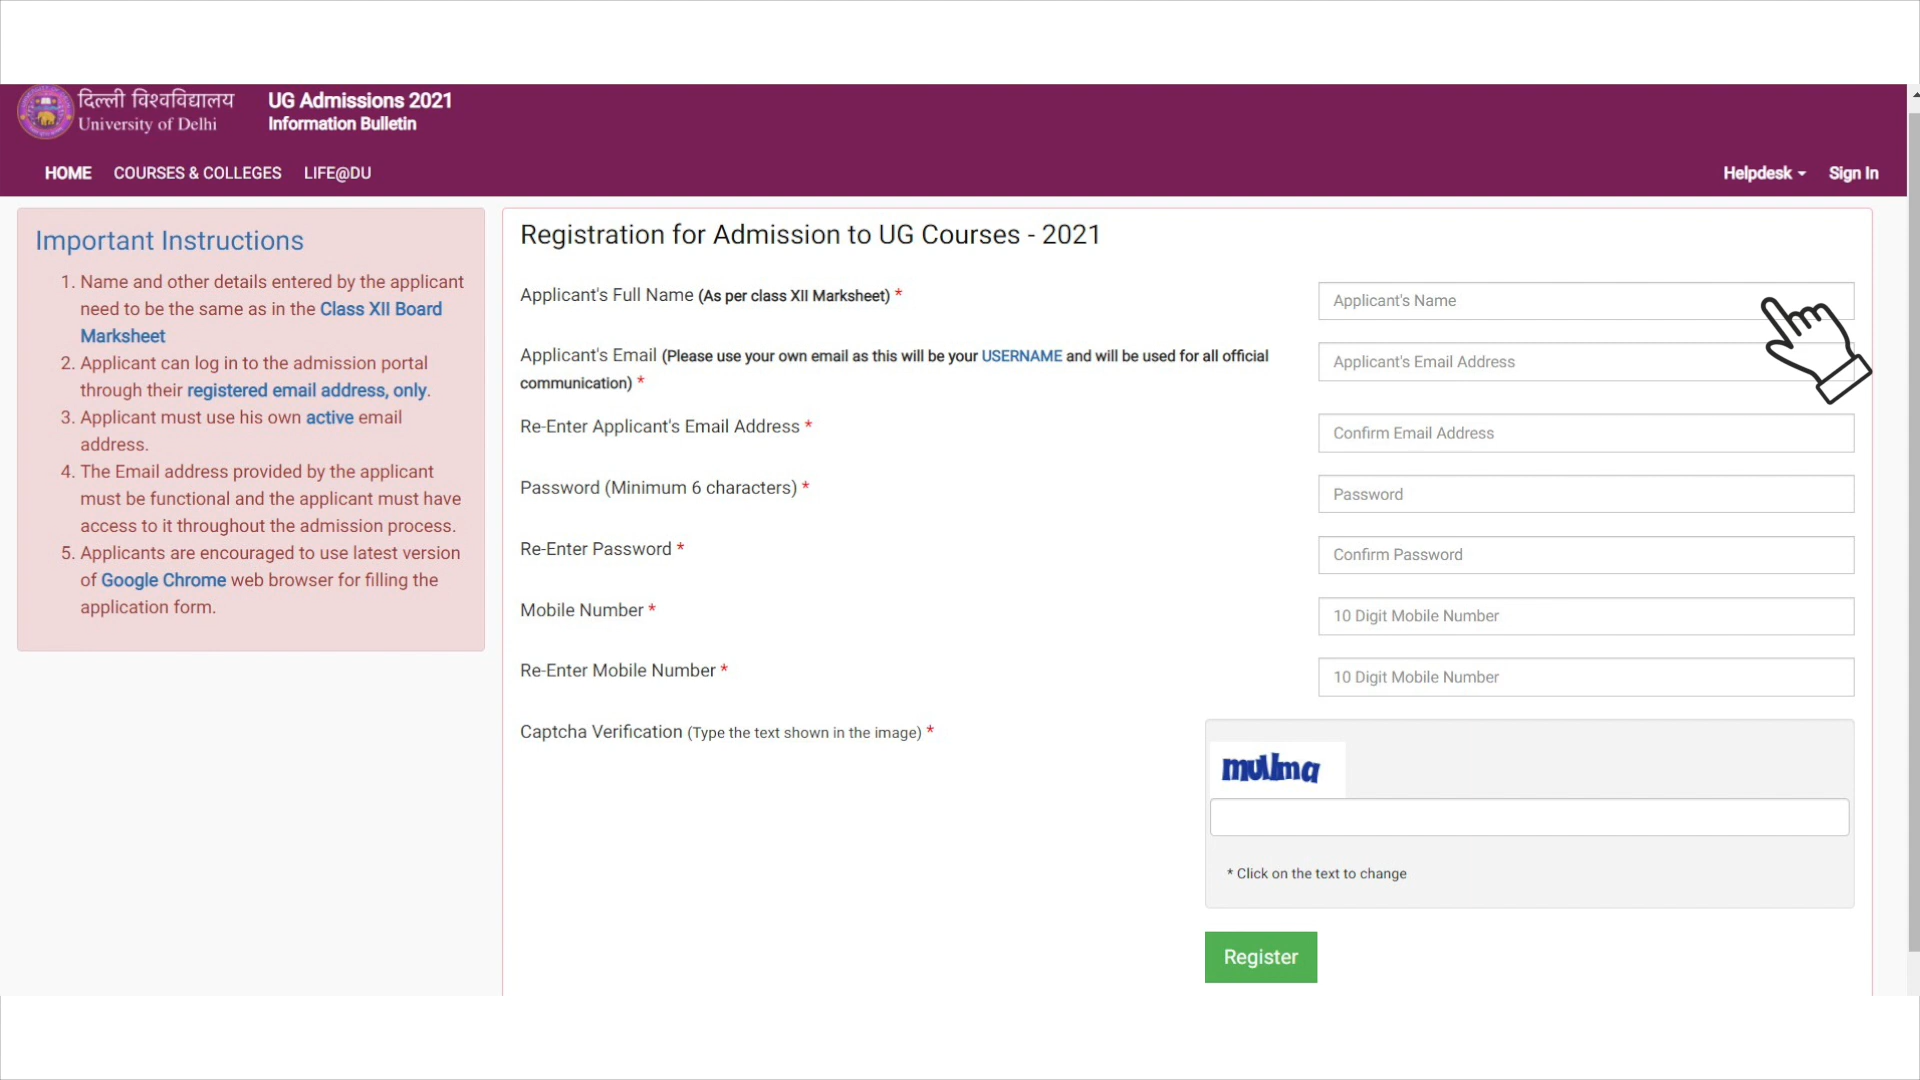 दिल्ली विश्वविद्यालय
University of Delhi
UG Admissions 2021
Information Bulletin
HOME COURSES & COLLEGES LIFE@DU
Helpdesk Sign In
Important Instructions
1. Name and other details entered by the applicant
need to be the same as in the Class XII Board
Marksheet
2. Applicant can log in to the admission portal
through their registered email address, only.
3. Applicant must use his own active email
address.
4. The Email address provided by the applicant
must be functional and the applicant must have
access to it throughout the admission process.
5. Applicants are encouraged to use latest version
of Google Chrome web browser for filling the
application form.
Registration for Admission to UG Courses - 2021
Applicant's Full Name (As per class XII Marksheet) *
Applicant's Name
Applicant's Email (Please use your own email as this will be your USERNAME and will be used for all official
communication) *
Applicant's Email Address
Re-Enter Applicant's Email Address *
Confirm Email Address
Password (Minimum 6 characters) *
Password
Re-Enter Password *
Confirm Password
Mobile Number *
10 Digit Mobile Number
Re-Enter Mobile Number *
10 Digit Mobile Number
Captcha Verification (Type the text shown in the image) *
* Click on the text to change
Register